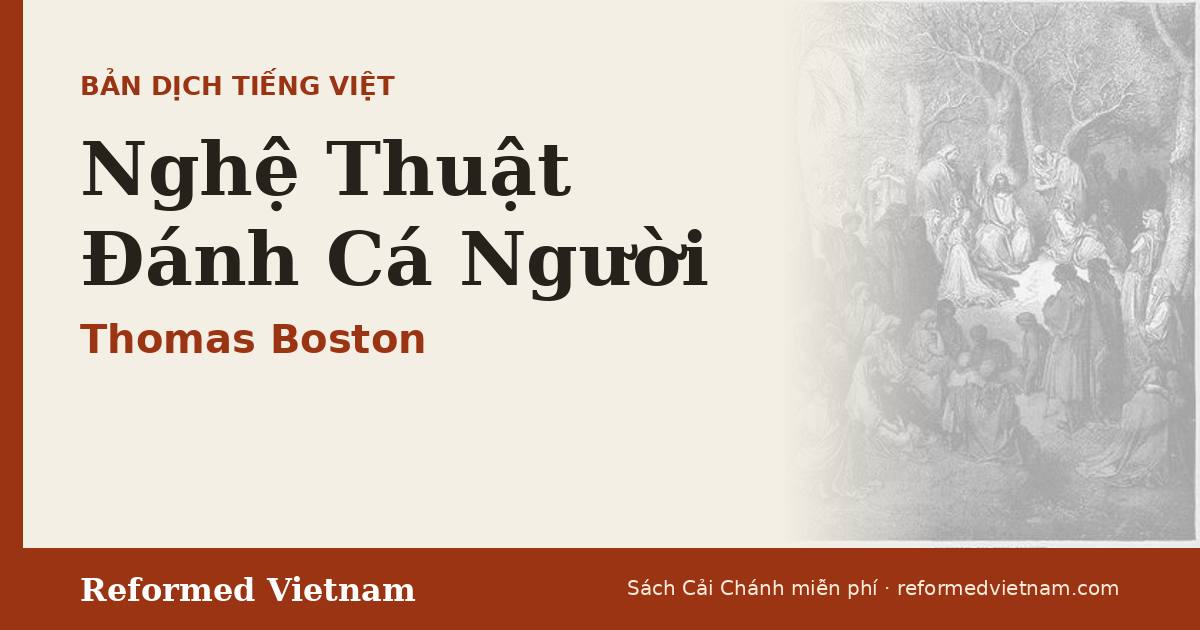 BẢN DỊCH TIẾNG VIỆT
Nghệ Thuật
Đánh Cá Người
Thomas Boston
Reformed Vietnam
Sách Cải Chánh miễn phí · reformedvietnam.com